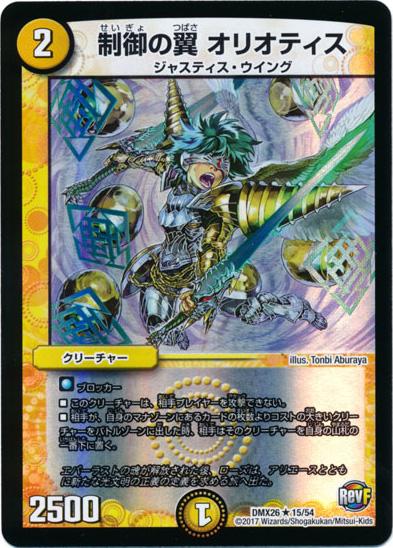 2
せいぎょ つばさ
制御の翼 オリオティス
ジャスティス・ウイング
クリーチャー
illus. Tonbi Aburaya
ブロッカー
■このクリーチャーは、相手プレイヤーを攻撃できない。
■相手が、自身のマナゾーンにあるカードの枚数よりコストの大きいクリー
チャーをバトルゾーンに出した時、相手はそのクリーチャーを自身の山札の
一番下に置く。
エバーラストの魂が解放された後、ローズは、アリエースととも
に新たな光文明の正義の定義を求める旅へ出た。
2500
1
DMX26★15/54
©2017 Wizards/Shogakukan/Mitsui-Kids
RevF